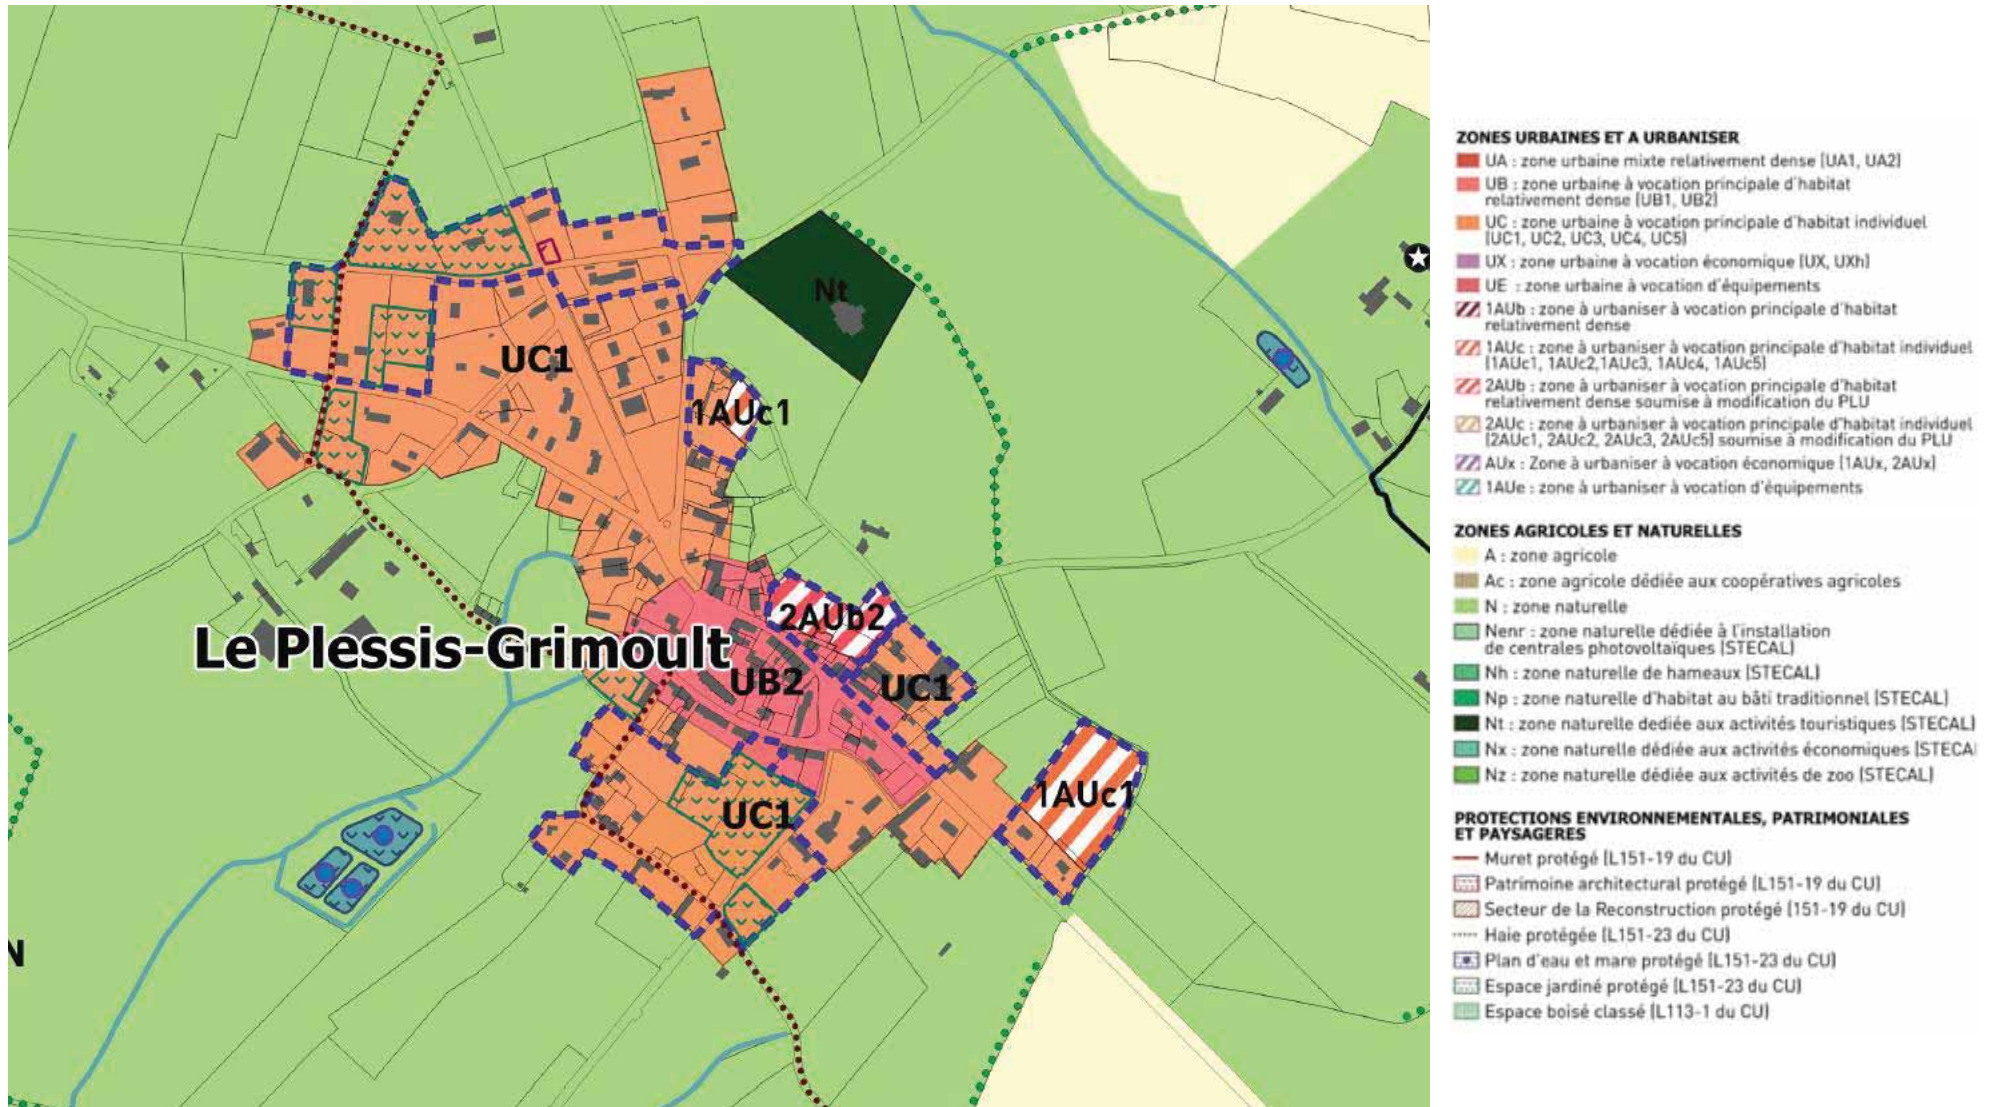 Nt
UC1
1AUc1
2AUb2
Le Plessis-Grimoult
UB2
UC1
1AUc1
UC1
N
ZONES URBAINES ET A URBANISER
UA : zone urbaine mixte relativement dense (UA1, UA2)
UB : zone urbaine à vocation principale d'habitat
relativement dense (UB1, UB2)
UC : zone urbaine à vocation principale d'habitat individuel
(UC1, UC2, UC3, UC4, UC5)
UX : zone urbaine à vocation économique (UX, UXh)
UE : zone urbaine à vocation d'équipements
1AUb : zone à urbaniser à vocation principale d'habitat
relativement dense
1AUc : zone à urbaniser à vocation principale d'habitat individuel
(1AUc1, 1AUc2,1AUc3, 1AUc4, 1AUc5)
2AUb : zone à urbaniser à vocation principale d'habitat
relativement dense soumise à modification du PLU
2AUc : zone à urbaniser à vocation principale d'habitat individuel
(2AUc1, 2AUc2, 2AUc3, 2AUc5) soumise à modification du PLU
AUx : Zone à urbaniser à vocation économique (1AUx, 2AUx)
1AUe : zone à urbaniser à vocation d'équipements
ZONES AGRICOLES ET NATURELLES
A : zone agricole
Ac : zone agricole dédiée aux coopératives agricoles
N : zone naturelle
Nenr : zone naturelle dédiée à l'installation
de centrales photovoltaïques (STECAL)
Nh : zone naturelle de hameaux (STECAL)
Np : zone naturelle d'habitat au bâti traditionnel (STECAL)
Nt : zone naturelle dediée aux activités touristiques (STECAL)
Nx : zone naturelle dédiée aux activités économiques (STECA
Nz : zone naturelle dédiée aux activités de zoo (STECAL)
PROTECTIONS ENVIRONNEMENTALES, PATRIMONIALES
ET PAYSAGERES
Muret protégé (L151-19 du CU)
Patrimoine architectural protégé (L151-19 du CU)
Secteur de la Reconstruction protégé (151-19 du CU)
Haie protégée (L151-23 du CU)
Plan d'eau et mare protégé (L151-23 du CU)
Espace jardiné protégé (L151-23 du CU)
Espace boisé classé (L113-1 du CU)